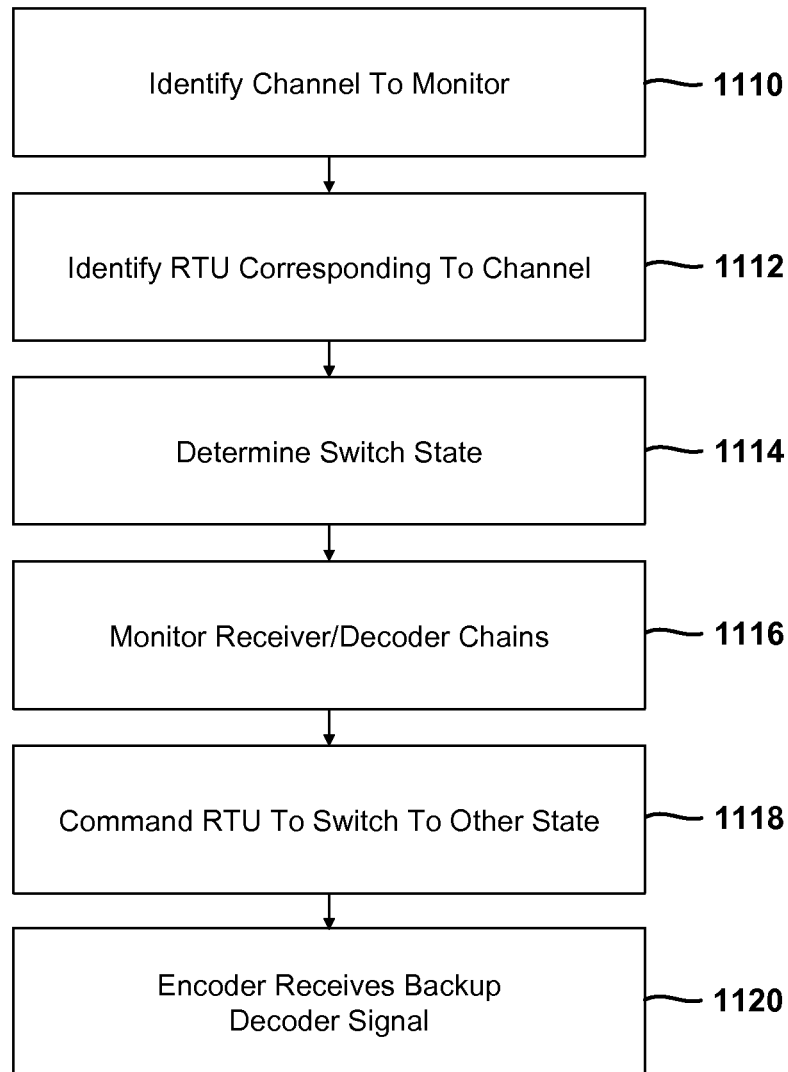 Identify Channel To Monitor
1110
Identify RTU Corresponding To Channel
1112
Determine Switch State
1114
Monitor Receiver/Decoder Chains
1116
Command RTU To Switch To Other State
1118
Encoder Receives Backup
Decoder Signal
1120